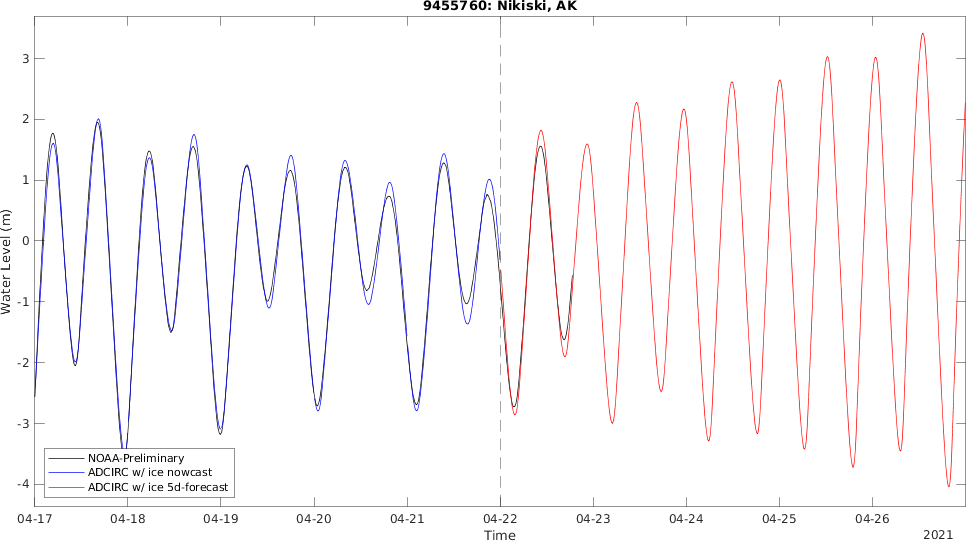 9455760: Nikiski, AK
3
2
1
0
-1
-2
-3
-4
Water Level (m)
NOAA-Preliminary
ADCIRC w/ ice nowcast
ADCIRC w/ ice 5d-forecast
04-17 04-18 04-19 04-20 04-21 04-22 04-23 04-24 04-25 04-26
Time
2021